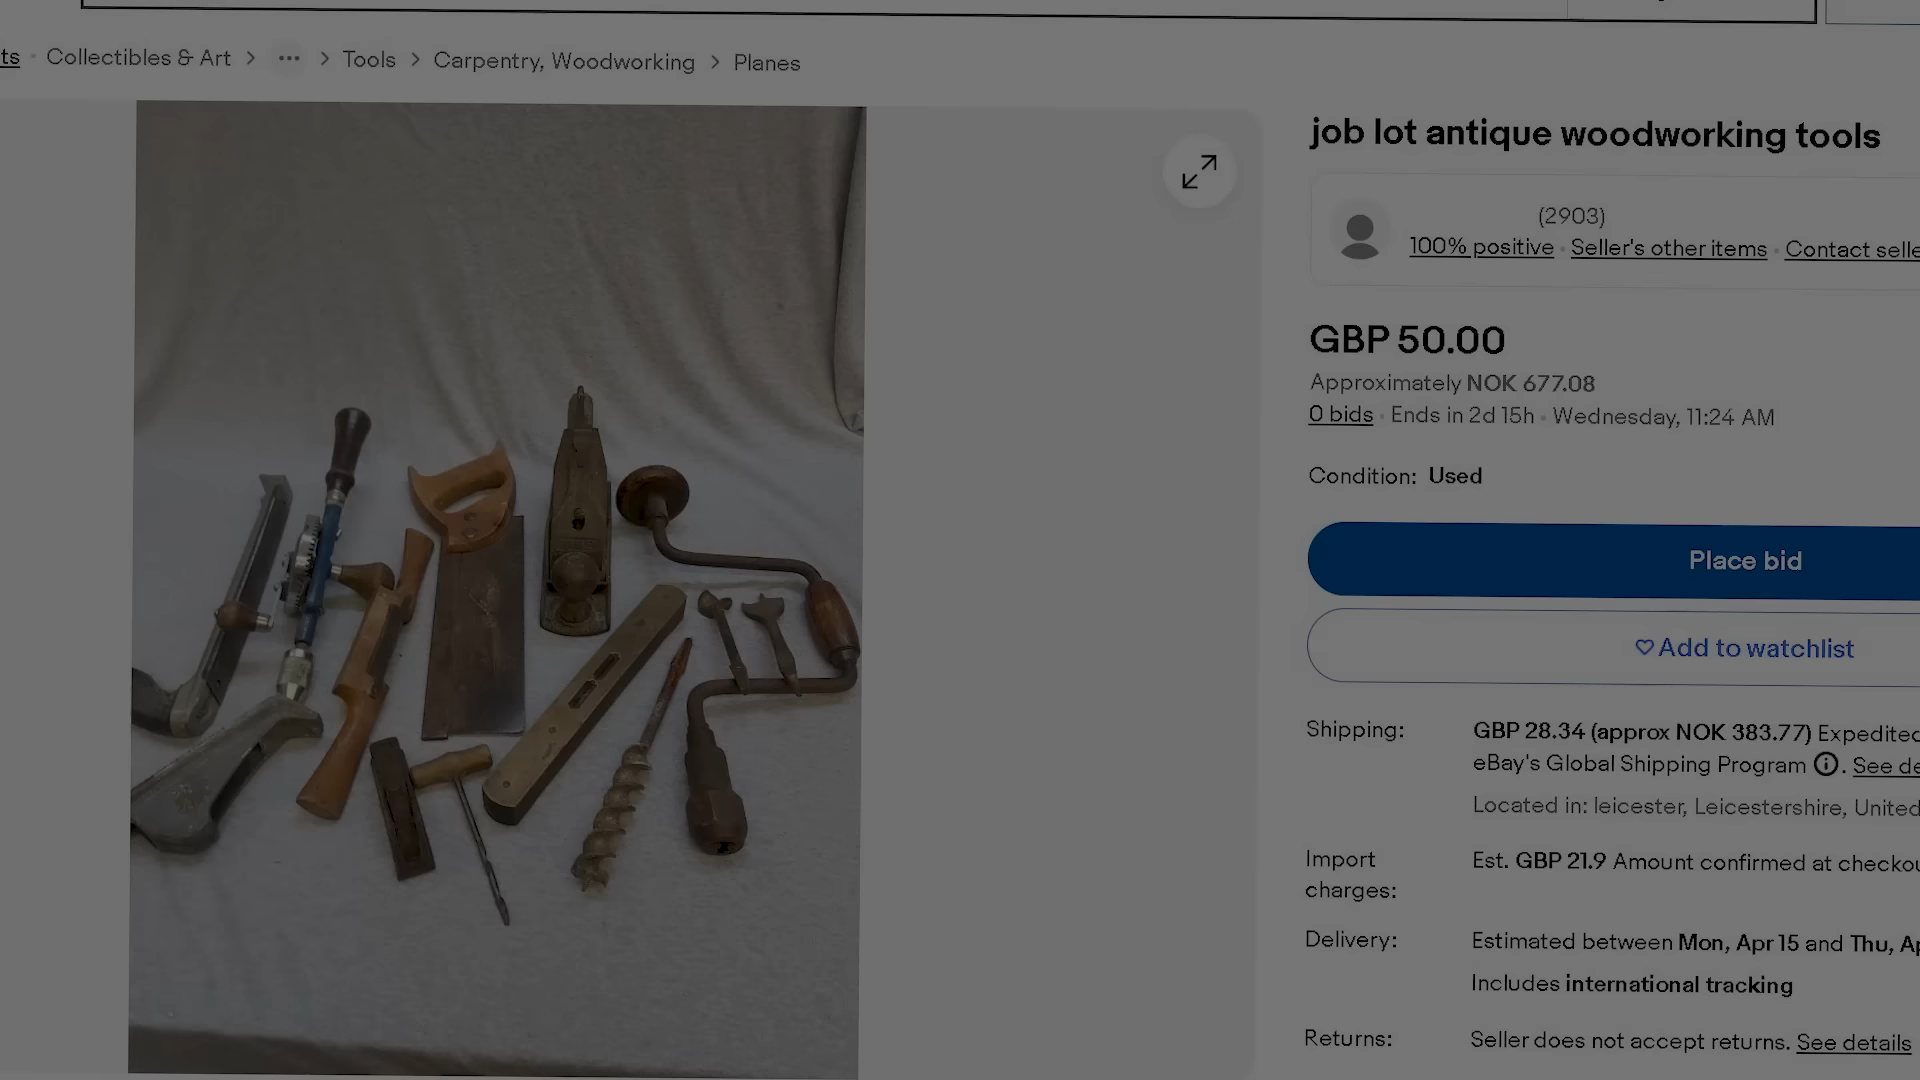 ts
Collectibles & Art > ... > Tools > Carpentry, Woodworking > Planes
job lot antique woodworking tools
(2903)
100% positive · Seller's other items · Contact selle
GBP 50.00
Approximately NOK 677.08
0 bids · Ends in 2d 15h · Wednesday, 11:24 AM
Condition: Used
Place bid
Add to watchlist
Shipping: GBP 28.34 (approx NOK 383.77) Expedited
eBay's Global Shipping Program . See de
Located in: leicester, Leicestershire, United
Import charges:
Est. GBP 21.9 Amount confirmed at checkou
Delivery: Estimated between Mon, Apr 15 and Thu, Ap
Includes international tracking
Returns: Seller does not accept returns. See details